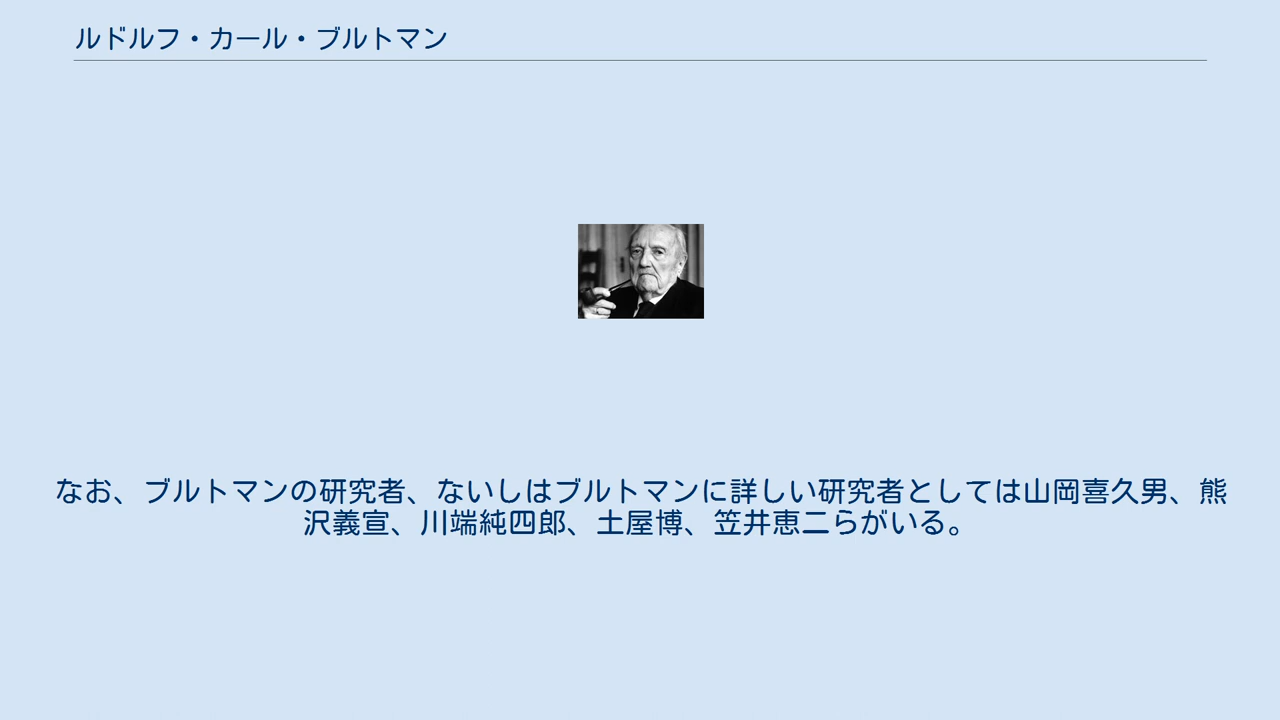 ルドルフ・カール・ブルトマン
なお、ブルトマンの研究者、ないしはブルトマンに詳しい研究者としては山岡喜久男、熊
沢義宣、川端純四郎、土屋博、笠井恵二らがいる。